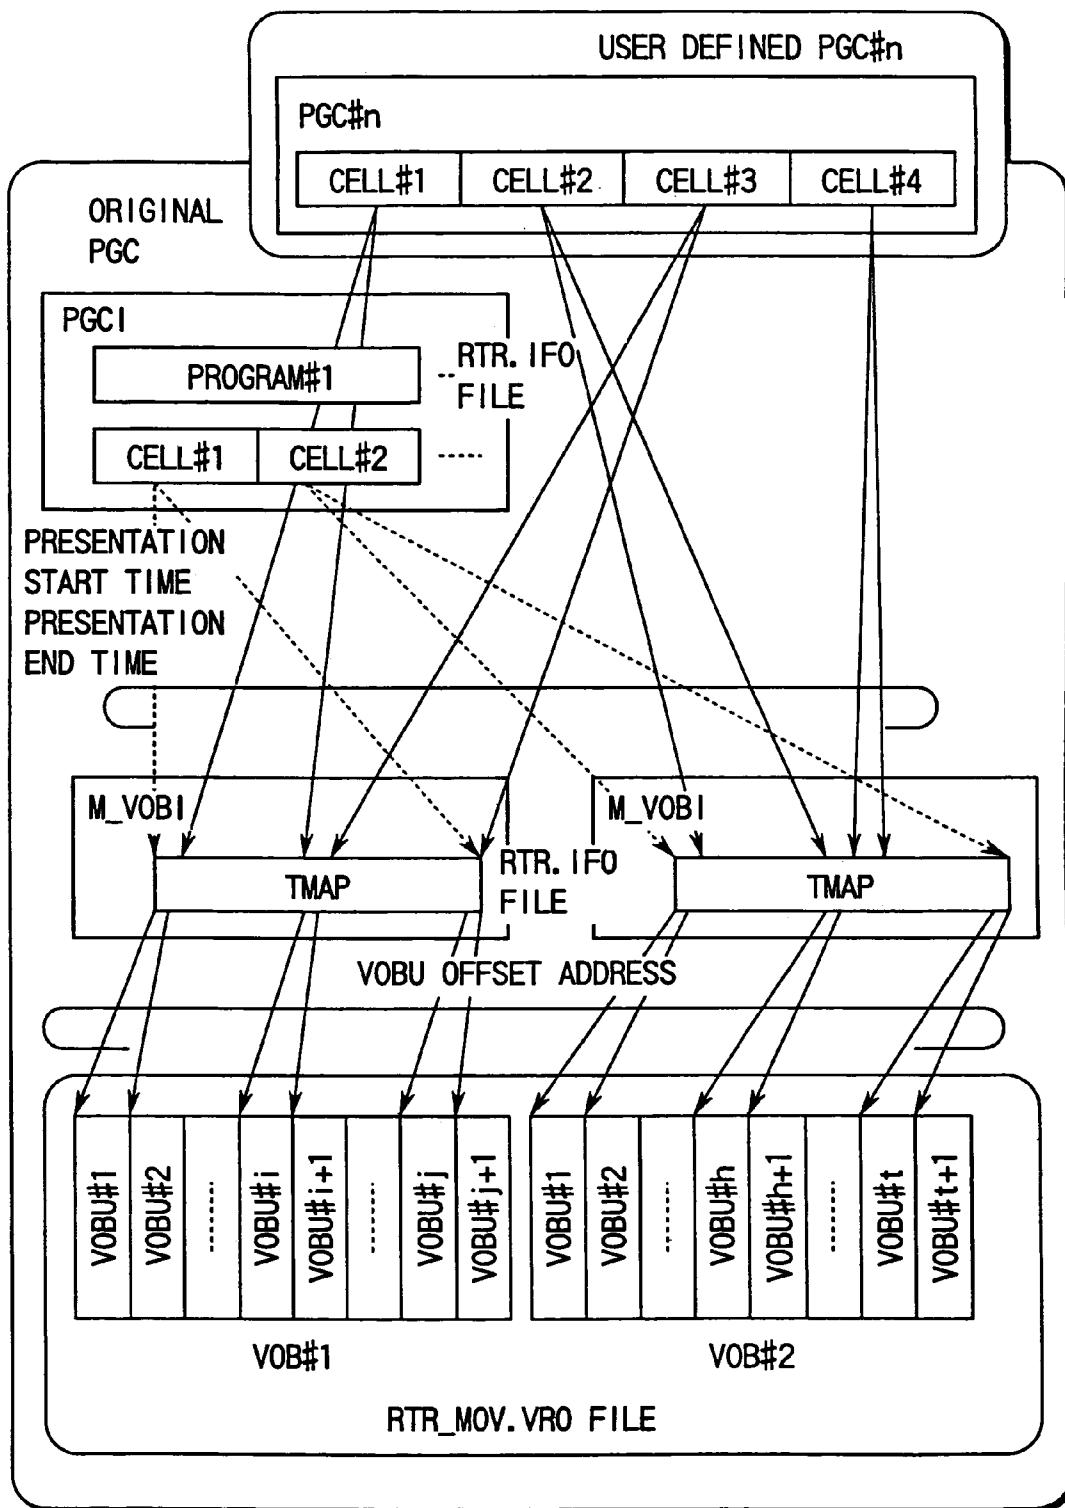 USER DEFINED PGC#n
PGC#n
CELL#1 CELL#2 CELL#3 CELL#4
ORIGINAL
PGC
PGCI
PROGRAM#1
RTR.IFO
FILE
CELL#1 CELL#2
PRESENTATION
START TIME
PRESENTATION
END TIME
M_VOBI
M_VOBI
TMAP
RTR.IFO
FILE
TMAP
VOBU OFFSET ADDRESS
VOBU#1
VOBU#2
VOBU#i
VOBU#i+1
VOBU#j
VOBU#j+1
VOBU#1
VOBU#2
VOBU#h
VOBU#h+1
VOBU#t
VOBU#t+1
VOB#1
VOB#2
RTR_MOV.VRO FILE